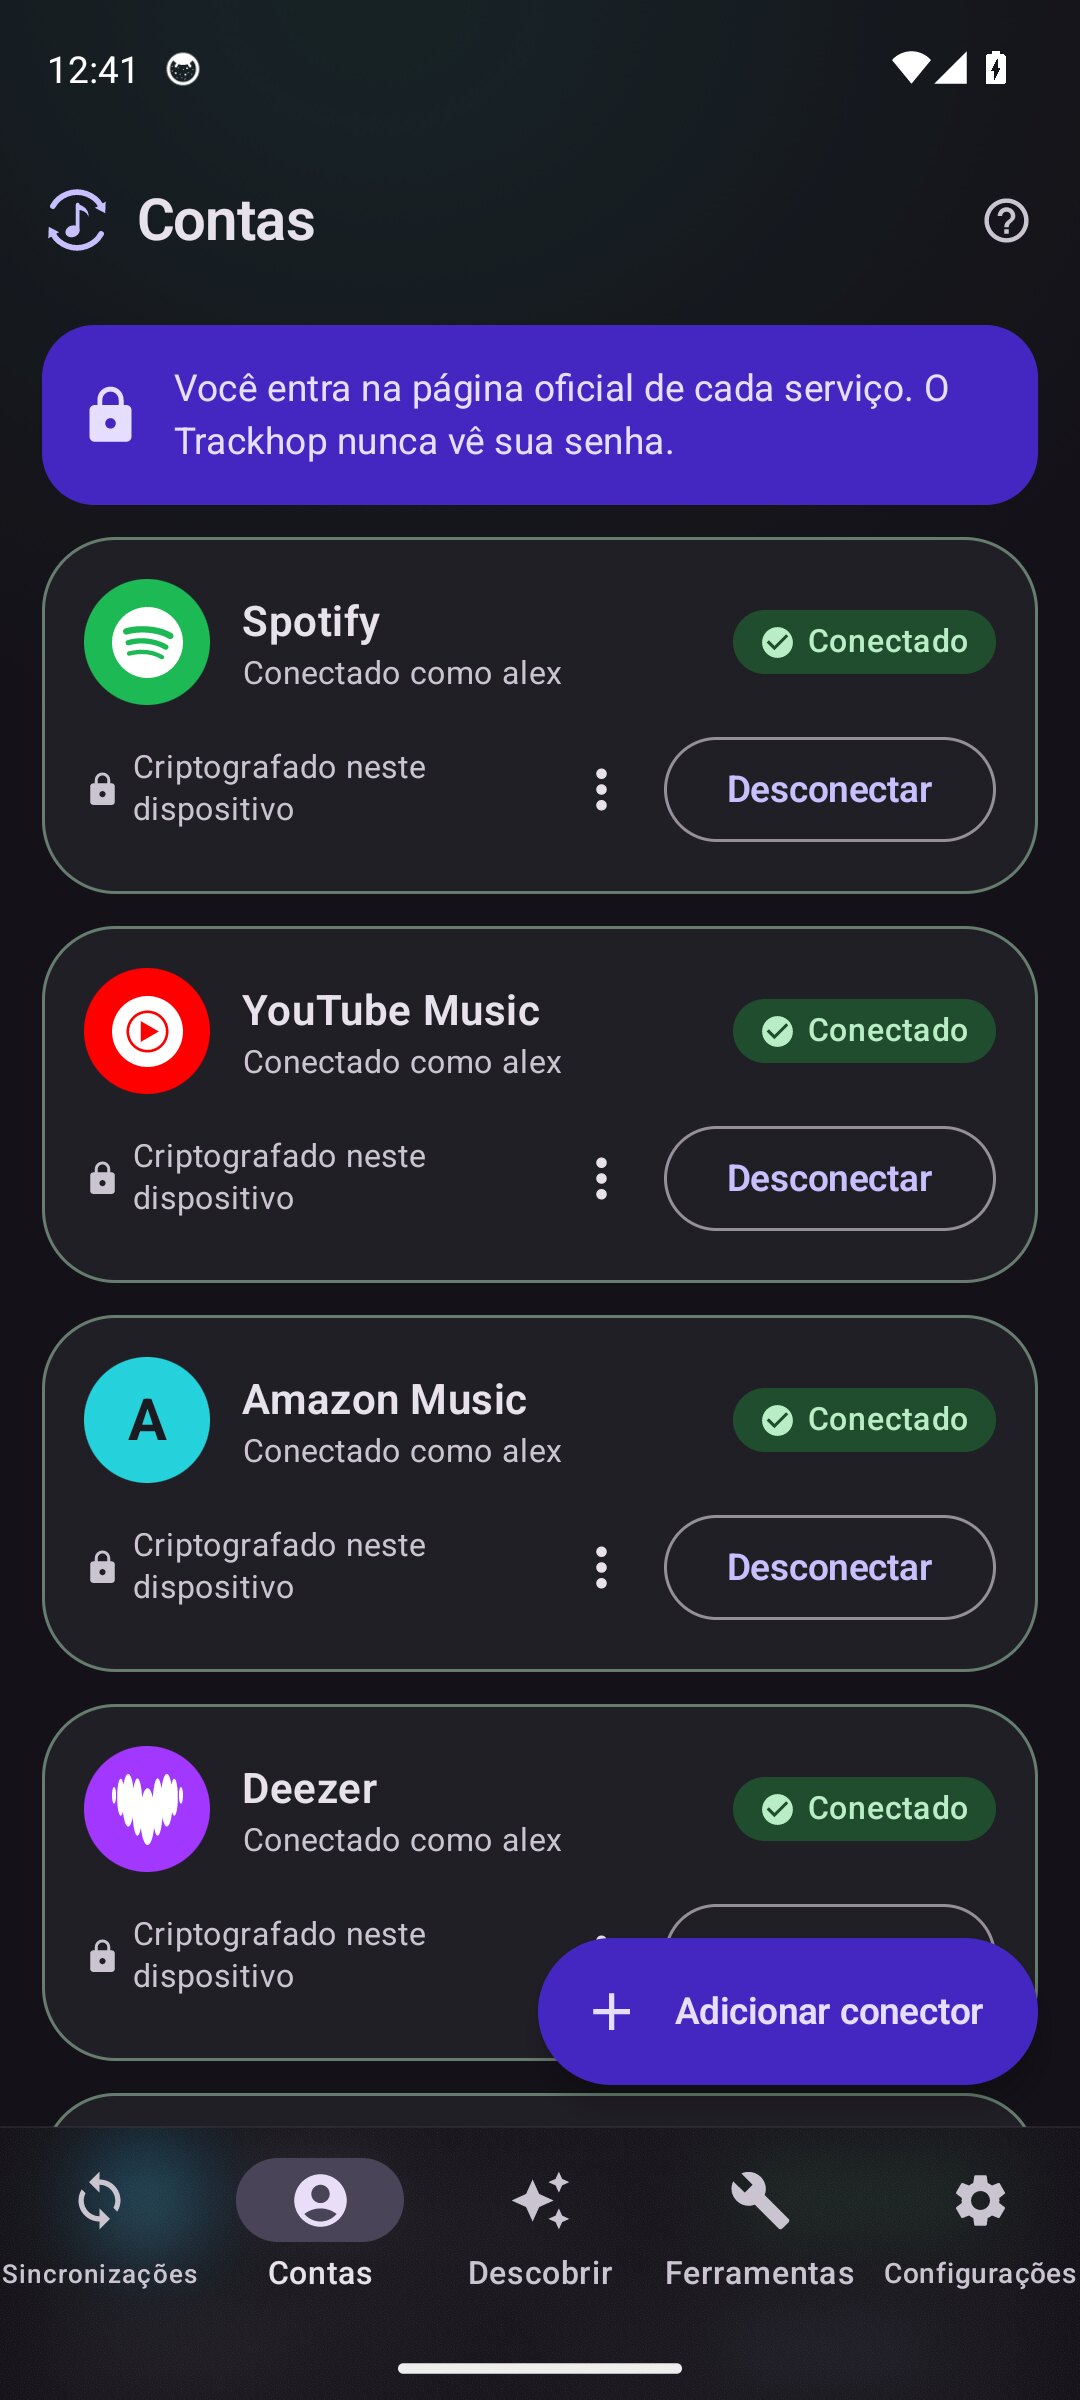 12:41
Contas
Você entra na página oficial de cada serviço. O
Trackhop nunca vê sua senha.
Spotify
Conectado como alex
Conectado
Criptografado neste
dispositivo
Desconectar
YouTube Music
Conectado como alex
Conectado
Criptografado neste
dispositivo
Desconectar
A
Amazon Music
Conectado como alex
Conectado
Criptografado neste
dispositivo
Desconectar
Deezer
Conectado como alex
Conectado
Criptografado neste
dispositivo
Adicionar conector
Sincronizações
Contas
Descobrir
Ferramentas
Configurações